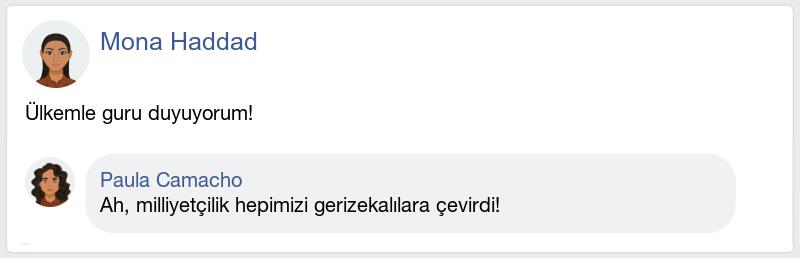 Mona Haddad
Ülkemle guru duyuyorum!
Paula Camacho
Ah, milliyetçilik hepimizi gerizekalılara çevirdi!